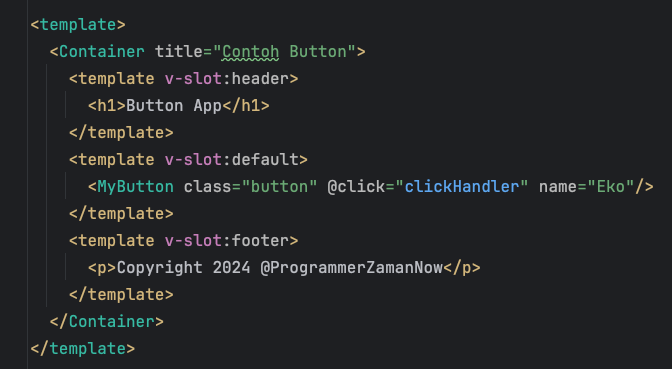 <template>
  <Container title="Contoh Button">
    <template v-slot:header>
      <h1>Button App</h1>
    </template>
    <template v-slot:default>
      <MyButton class="button" @click="clickHandler" name="Eko"/>
    </template>
    <template v-slot:footer>
      <p>Copyright 2024 @ProgrammerZamanNow</p>
    </template>
  </Container>
</template>